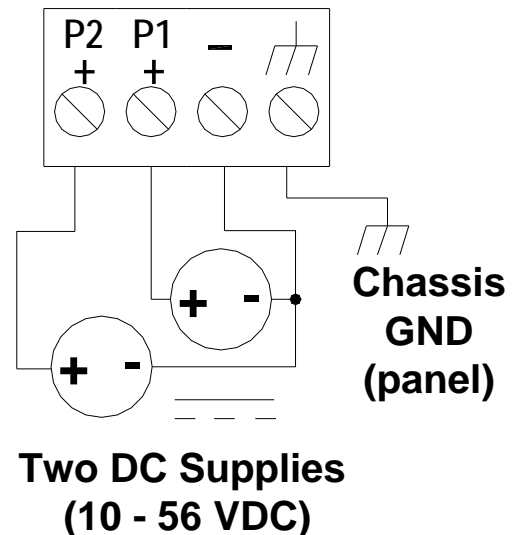 P2 P1 −
+ +
+ -
+ -
Chassis
GND
(panel)
Two DC Supplies
(10 - 56 VDC)